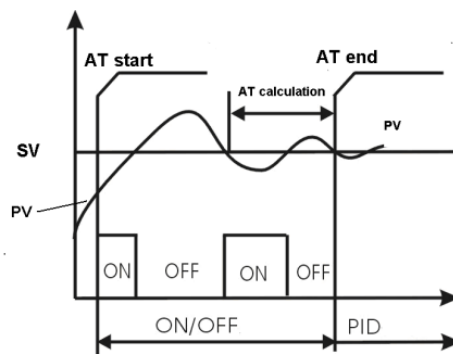 AT start
AT end
AT calculation
PV
SV
PV
ON OFF ON OFF
ON/OFF PID